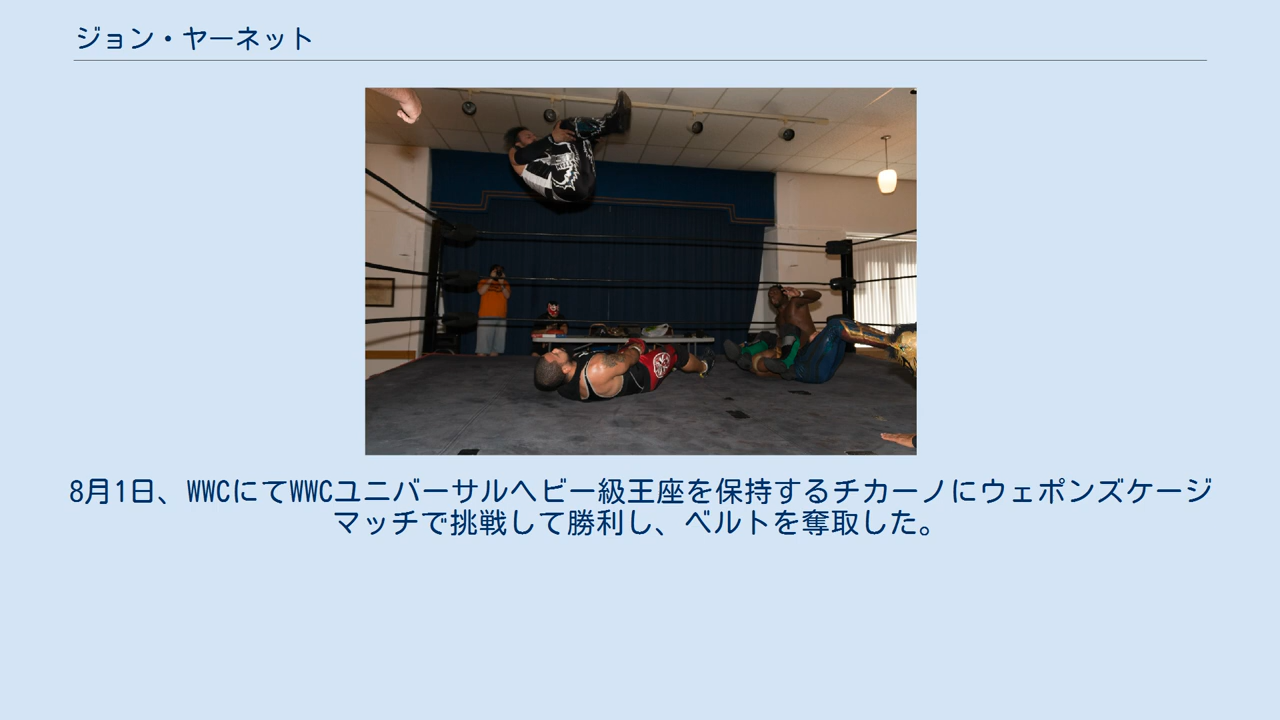 ジョン・ヤーネット
8月1日、WWCにてWWCユニバーサルヘビー級王座を保持するチカーノにウェポンズケージ
マッチで挑戦して勝利し、ベルトを奪取した。